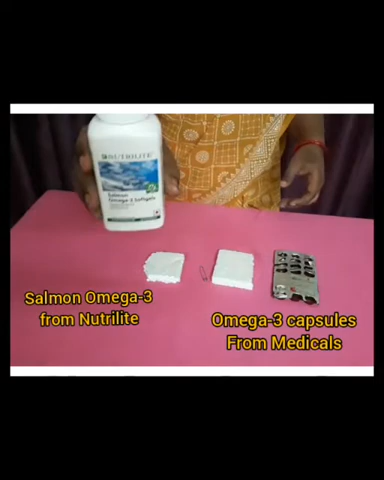 NUTRILITE
Salmon
Omega-3 Softgels
Salmon Omega-3
from Nutrilite
Omega-3 capsules
From Medicals